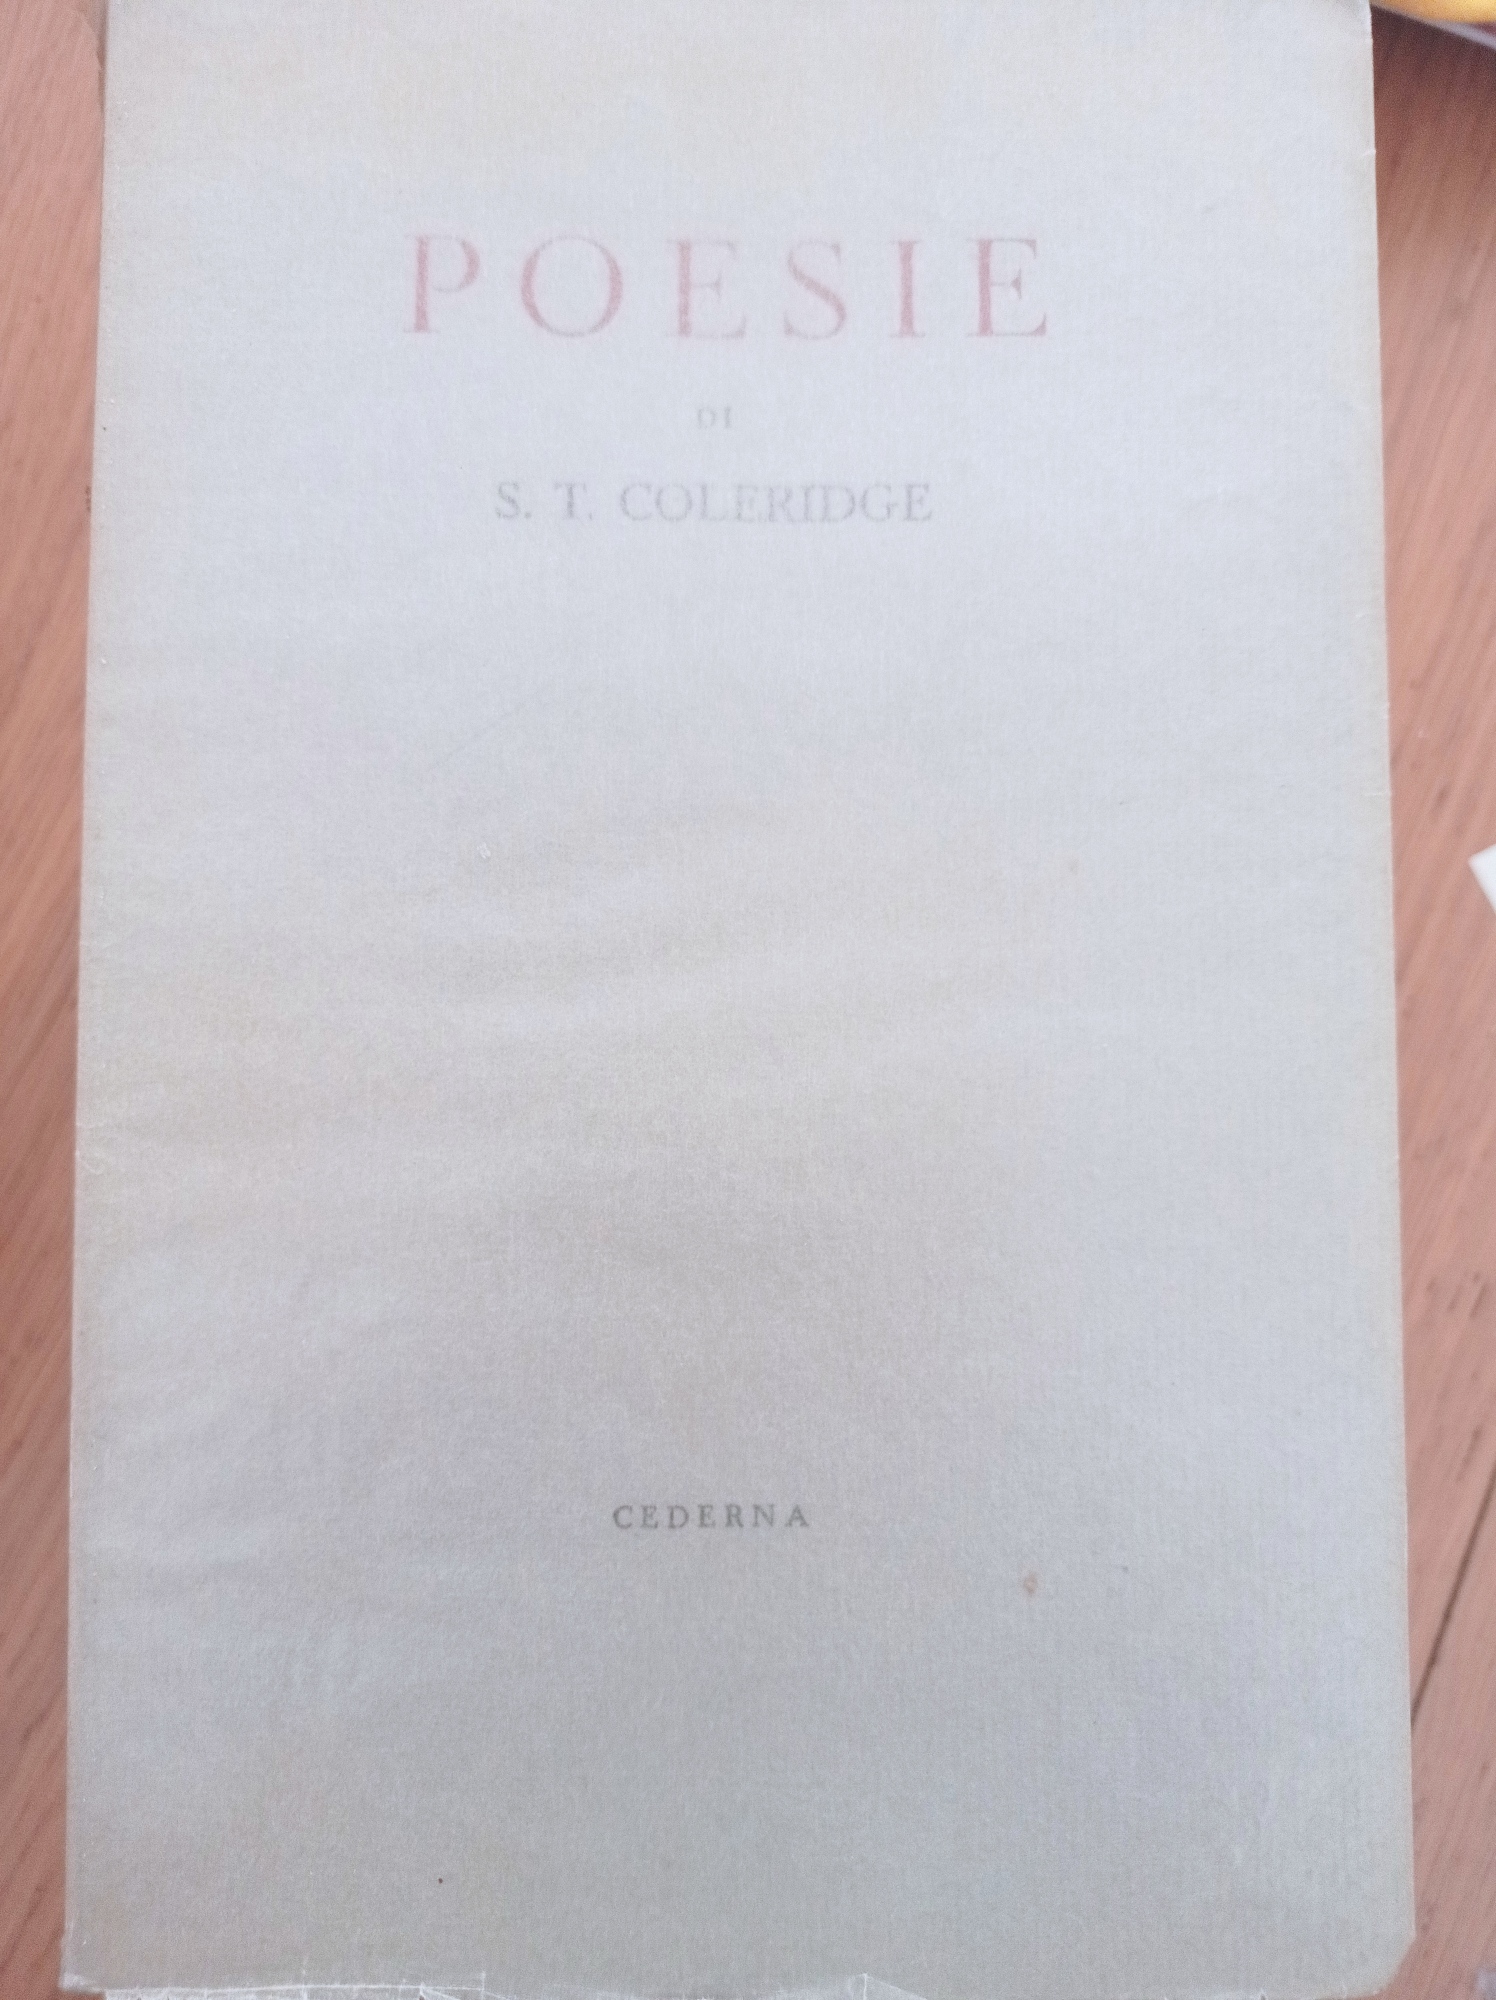 POESIE
DI
S. T. COLERIDGE
CEDERNA